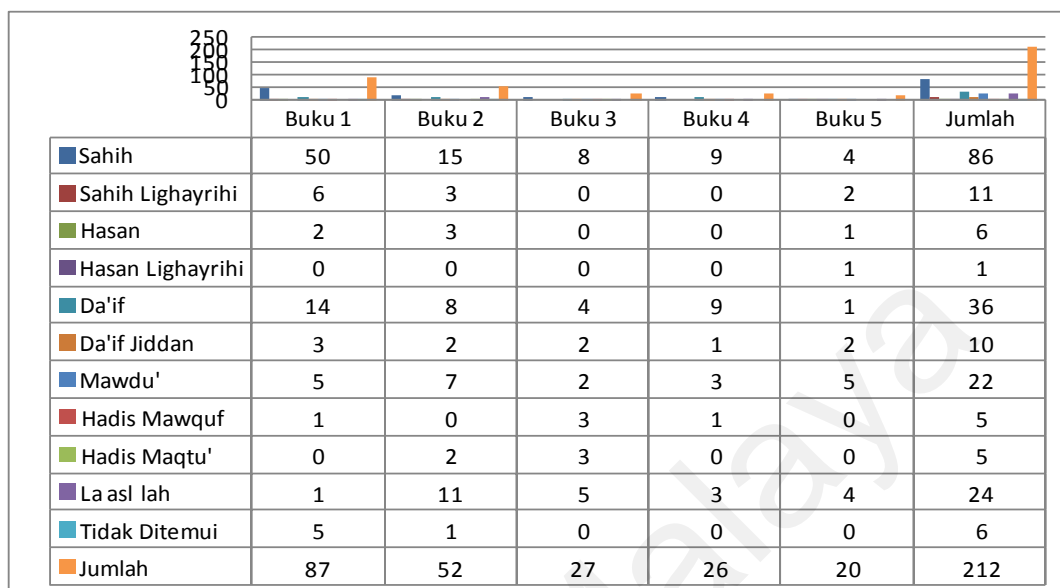 250
200
150
100
50
0
Buku 1 Buku 2 Buku 3 Buku 4 Buku 5 Jumlah
Sahih 50 15 8 9 4 86
Sahih Lighayrihi 6 3 0 0 2 11
Hasan 2 3 0 0 1 6
Hasan Lighayrihi 0 0 0 0 1 1
Da'if 14 8 4 9 1 36
Da'if Jiddan 3 2 2 1 2 10
Mawdu' 5 7 2 3 5 22
Hadis Mawquf 1 0 3 1 0 5
Hadis Maqtu' 0 2 3 0 0 5
La asl lah 1 11 5 3 4 24
Tidak Ditemui 5 1 0 0 0 6
Jumlah 87 52 27 26 20 212
alaya